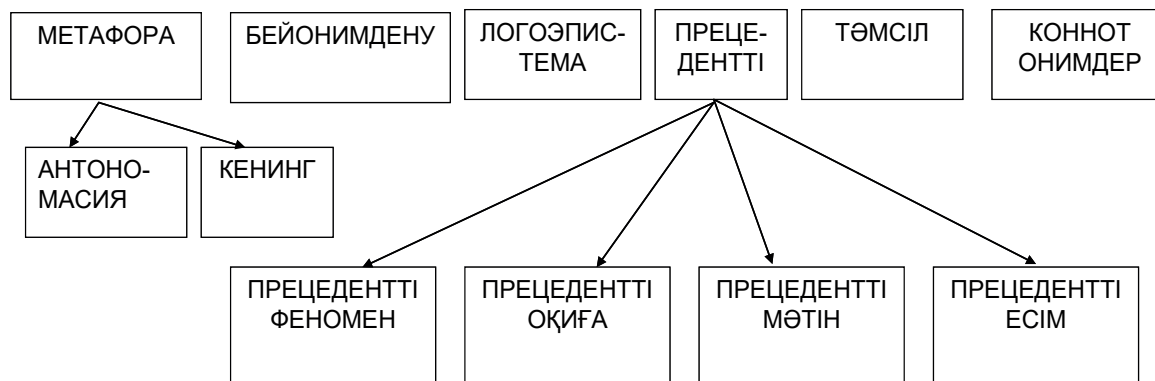 МЕТАФОРА
БЕЙОНИМДЕНУ
ЛОГОЭПИС-
ТЕМА
ПРЕЦЕ-
ДЕНТТІ
ТӘМСІЛ
КОННОТ
ОНИМДЕР
АНТОНО-
МАСИЯ
КЕНИНГ
ПРЕЦЕДЕНТТІ
ФЕНОМЕН
ПРЕЦЕДЕНТТІ
ОҚИҒА
ПРЕЦЕДЕНТТІ
МӘТІН
ПРЕЦЕДЕНТТІ
ЕСІМ